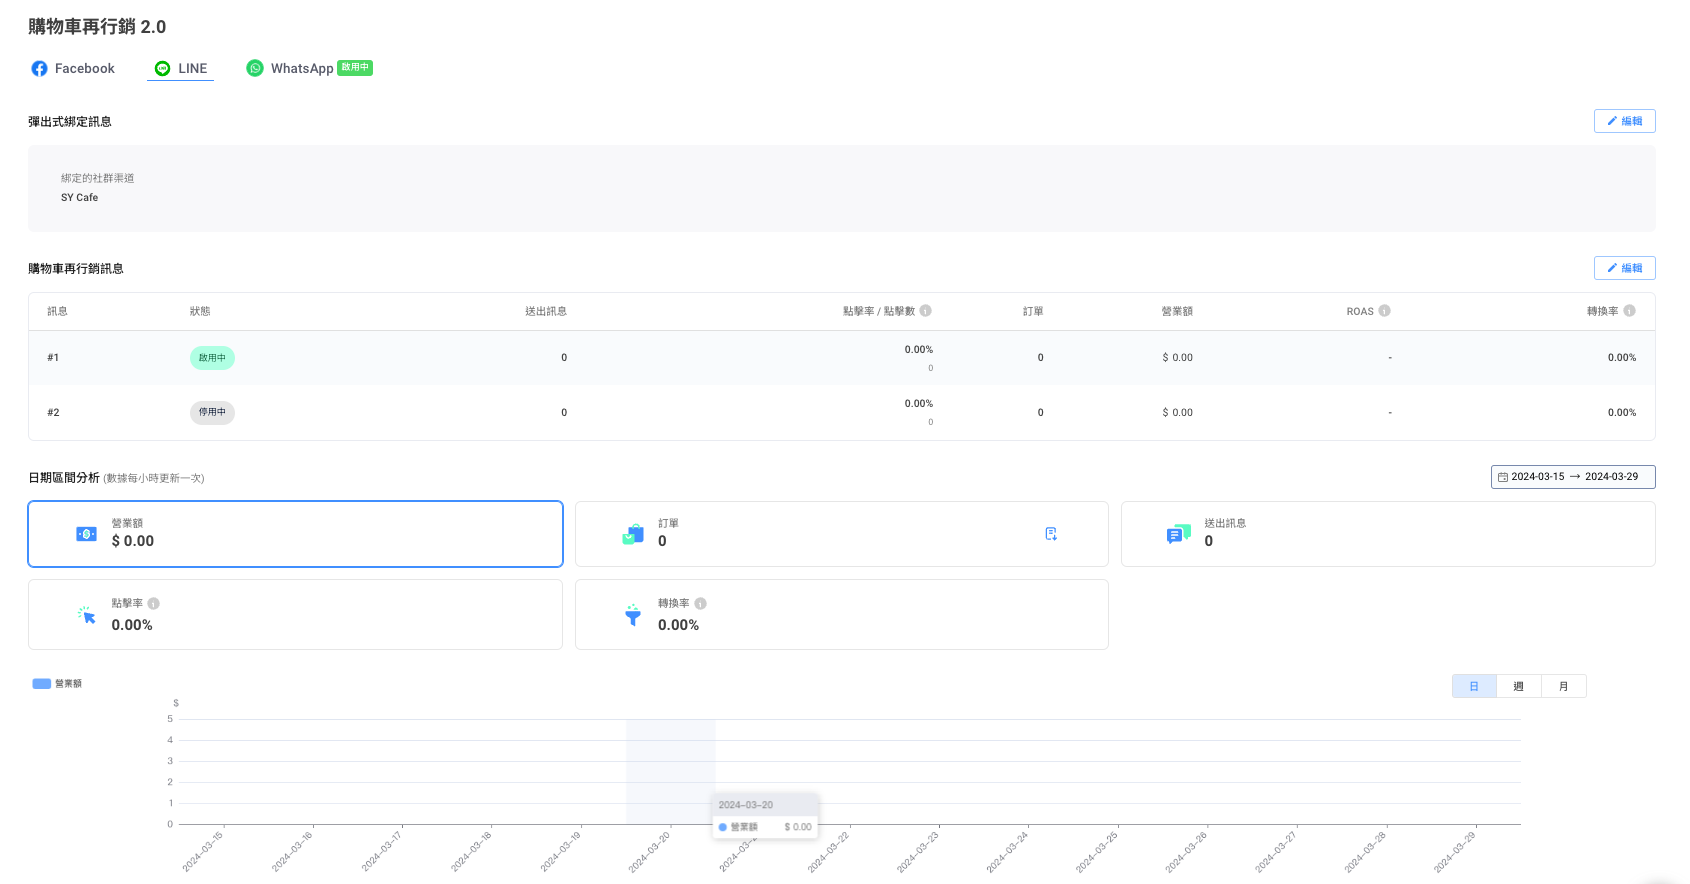 購物車再行銷 2.0
Facebook LINE WhatsApp 啟用中
彈出式綁定訊息 編輯
綁定的社群渠道
SY Cafe
購物車再行銷訊息 編輯
訊息 狀態 送出訊息 點擊率 / 點擊數 訂單 營業額 ROAS 轉換率
#1 啟用中 0 0.00% 0 $ 0.00 - 0.00%
0
#2 停用中 0 0.00% 0 $ 0.00 - 0.00%
0
日期區間分析 (數據每小時更新一次) 2024-03-15 → 2024-03-29
營業額 訂單 送出訊息
$ 0.00 0 0
點擊率 轉換率
0.00% 0.00%
營業額 日 週 月
$
5
4
3
2
1
0
2024-03-20
營業額 $ 0.00
2024-03-15 2024-03-16 2024-03-17 2024-03-18 2024-03-19 2024-03-20 2024-03-2 2024-03-22 2024-03-23 2024-03-24 2024-03-25 2024-03-26 2024-03-27 2024-03-28 2024-03-29